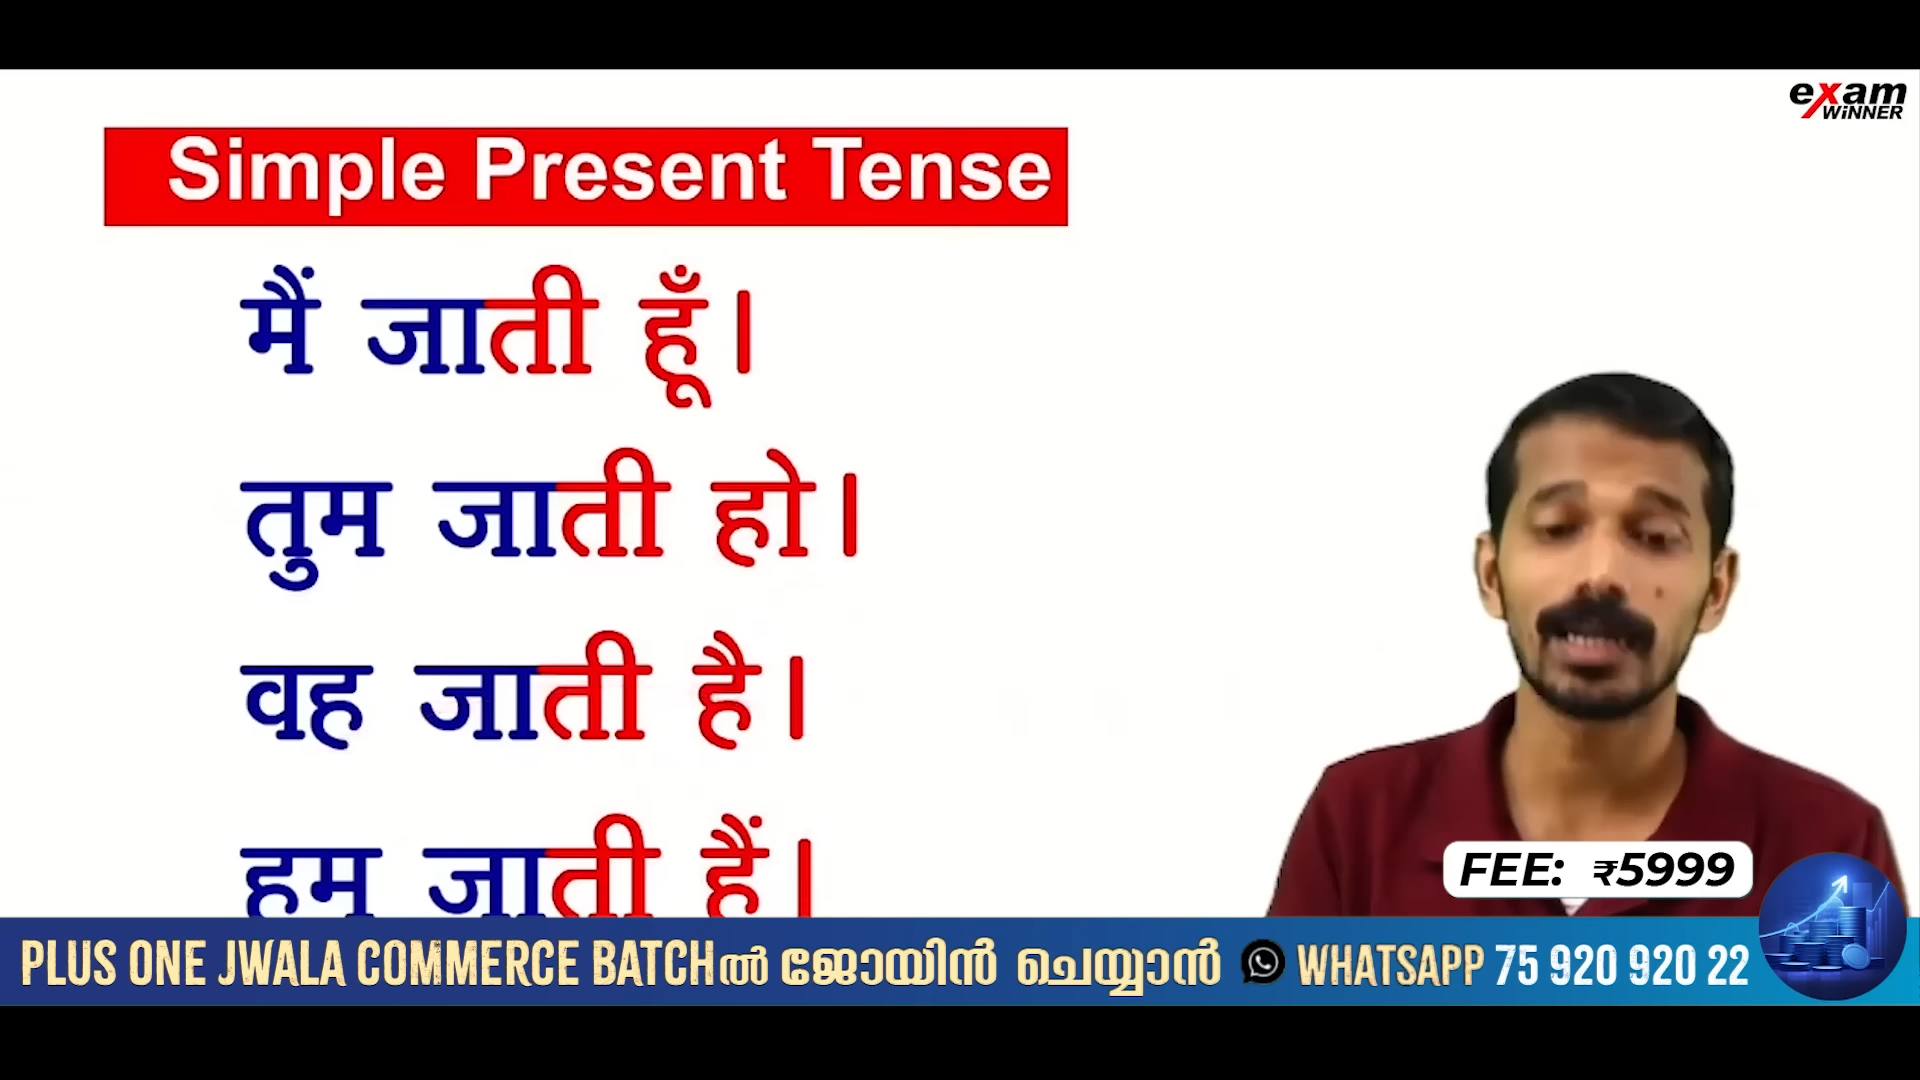 exam
WiNNER
Simple Present Tense
मैं जाती हूँ।
तुम जाती हो।
वह जाती है।
हम जाती हैं।
FEE: ₹5999
PLUS ONE JWALA COMMERCE BATCHൽ ജോയിൻ ചെയ്യാൻ WHATSAPP 75 920 920 22